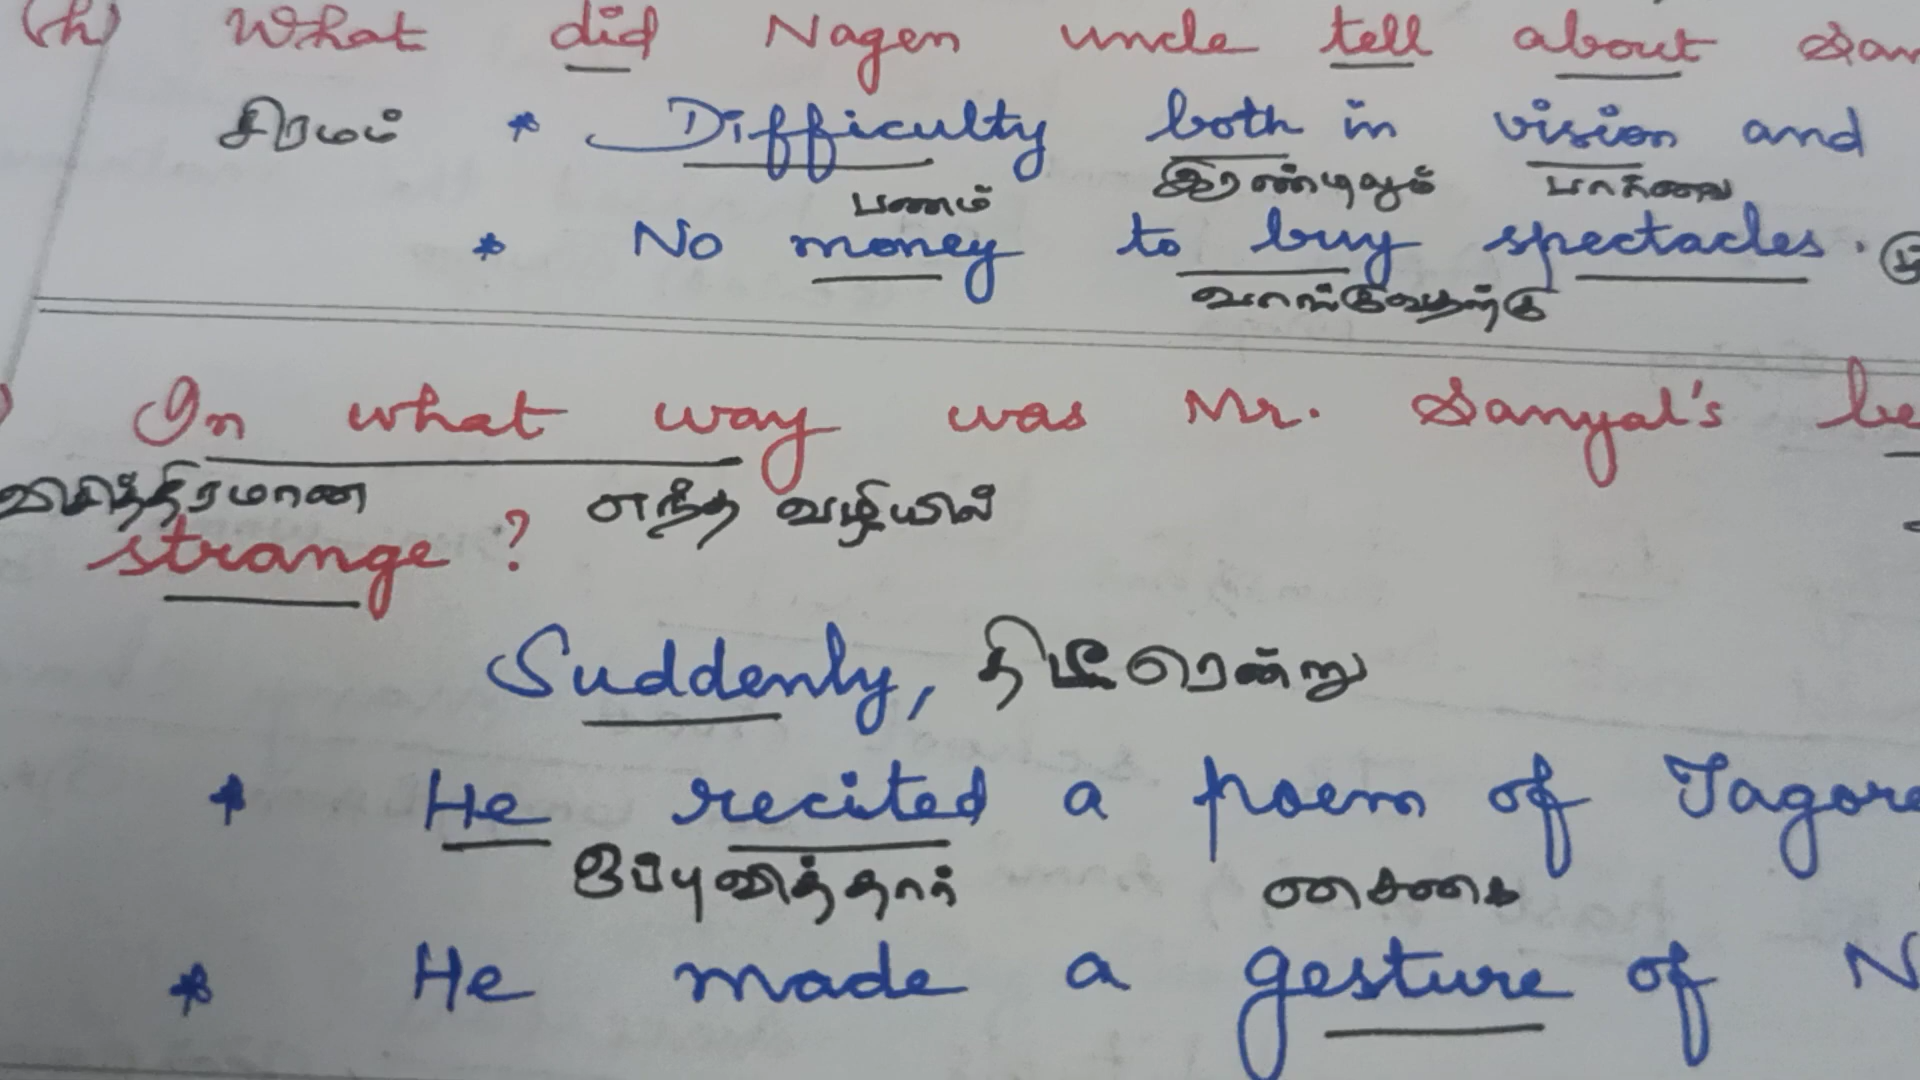 (h) What did Nagen uncle tell about
சிரமம் * Difficulty both in vision and
பணம் இரண்டிலும் பார்வை
* No money to buy spectacles.
வாங்குவதற்கு
In what way was Mr. Sanyal's
விசித்திரமான எந்த வழியில்
strange?
Suddenly, திடீரென்று
* He recited a poem of Tagore
ஒப்புவித்தார் சைகை
* He made a gesture of N